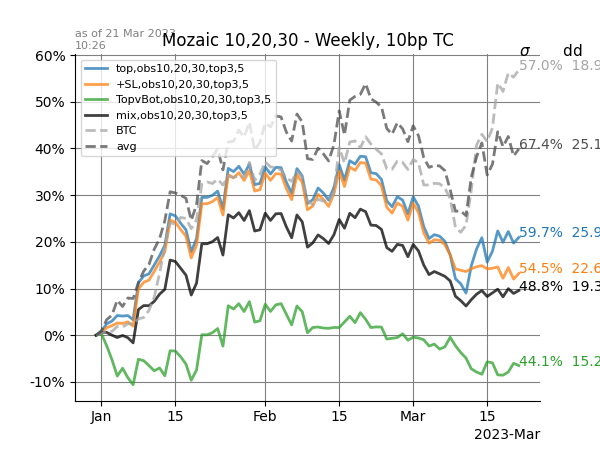 as of 21 Mar 2023
10:26
Mozaic 10,20,30 - Weekly, 10bp TC
σ dd
60%
50%
40%
30%
20%
10%
0%
-10%
top,obs10,20,30,top3,5
+SL,obs10,20,30,top3,5
TopvBot,obs10,20,30,top3,5
mix,obs10,20,30,top3,5
BTC
avg
57.0% 18.9
67.4% 25.1
59.7% 25.9
54.5% 22.6
48.8% 19.3
44.1% 15.2
Jan 15 Feb 15 Mar 15
2023-Mar